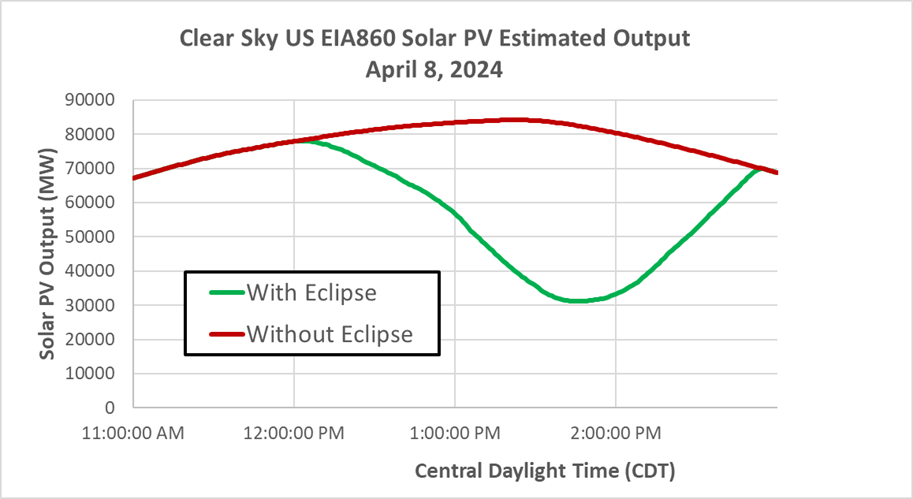 Clear Sky US EIA860 Solar PV Estimated Output
April 8, 2024
Solar PV Output (MW)
90000
80000
70000
60000
50000
40000
30000
20000
10000
0
With Eclipse
Without Eclipse
11:00:00 AM
12:00:00 PM
1:00:00 PM
2:00:00 PM
Central Daylight Time (CDT)